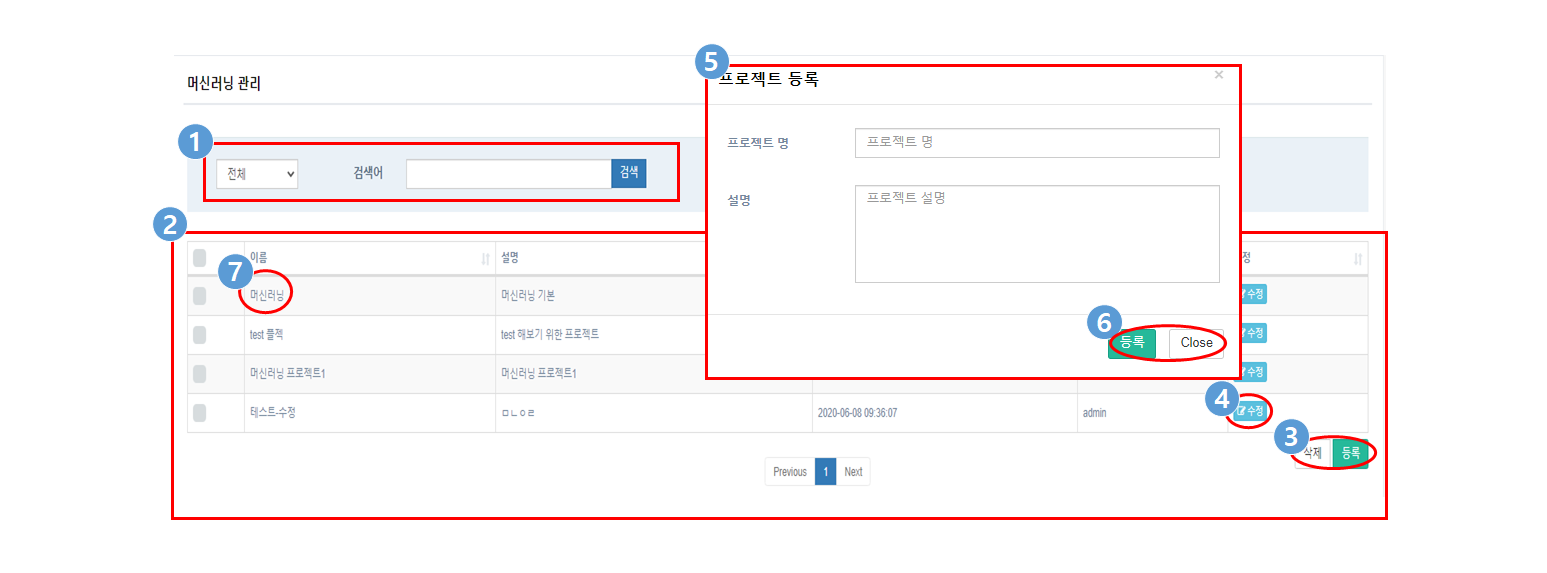 5
프로젝트 등록 ×
머신러닝 관리
1
프로젝트 명 프로젝트 명
전체 검색어 검색
설명 프로젝트 설명
2
이름 설명 정
7
머신러닝 머신러닝 기본 수정
6
test 플젝 test 해보기 위한 프로젝트 수정
등록 Close
머신러닝 프로젝트1 머신러닝 프로젝트1 수정
4
테스트-수정 ㅁㄴㅇㄹ 2020-06-08 09:36:07 admin 수정
3
삭제 등록
Previous 1 Next